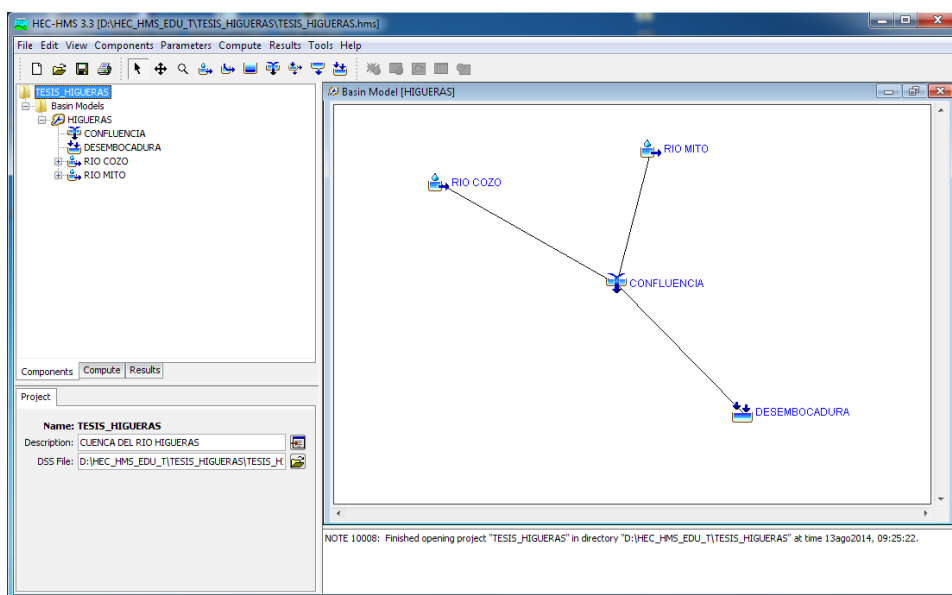 HEC-HMS 3.3 [D:\HEC_HMS_EDU_T\TESIS_HIGUERAS\TESIS_HIGUERAS.hms]
File Edit View Components Parameters Compute Results Tools Help
TESIS_HIGUERAS
Basin Models
HIGUERAS
CONFLUENCIA
DESEMBOCADURA
RIO COZO
RIO MITO
Components Compute Results
Project
Name: TESIS_HIGUERAS
Description: CUENCA DEL RIO HIGUERAS
DSS File: D:\HEC_HMS_EDU_T\TESIS_HIGUERAS\TESIS_H
Basin Model [HIGUERAS]
RIO MITO
RIO COZO
CONFLUENCIA
DESEMBOCADURA
NOTE 10008: Finished opening project "TESIS_HIGUERAS" in directory "D:\HEC_HMS_EDU_T\TESIS_HIGUERAS" at time 13ago2014, 09:25:22.